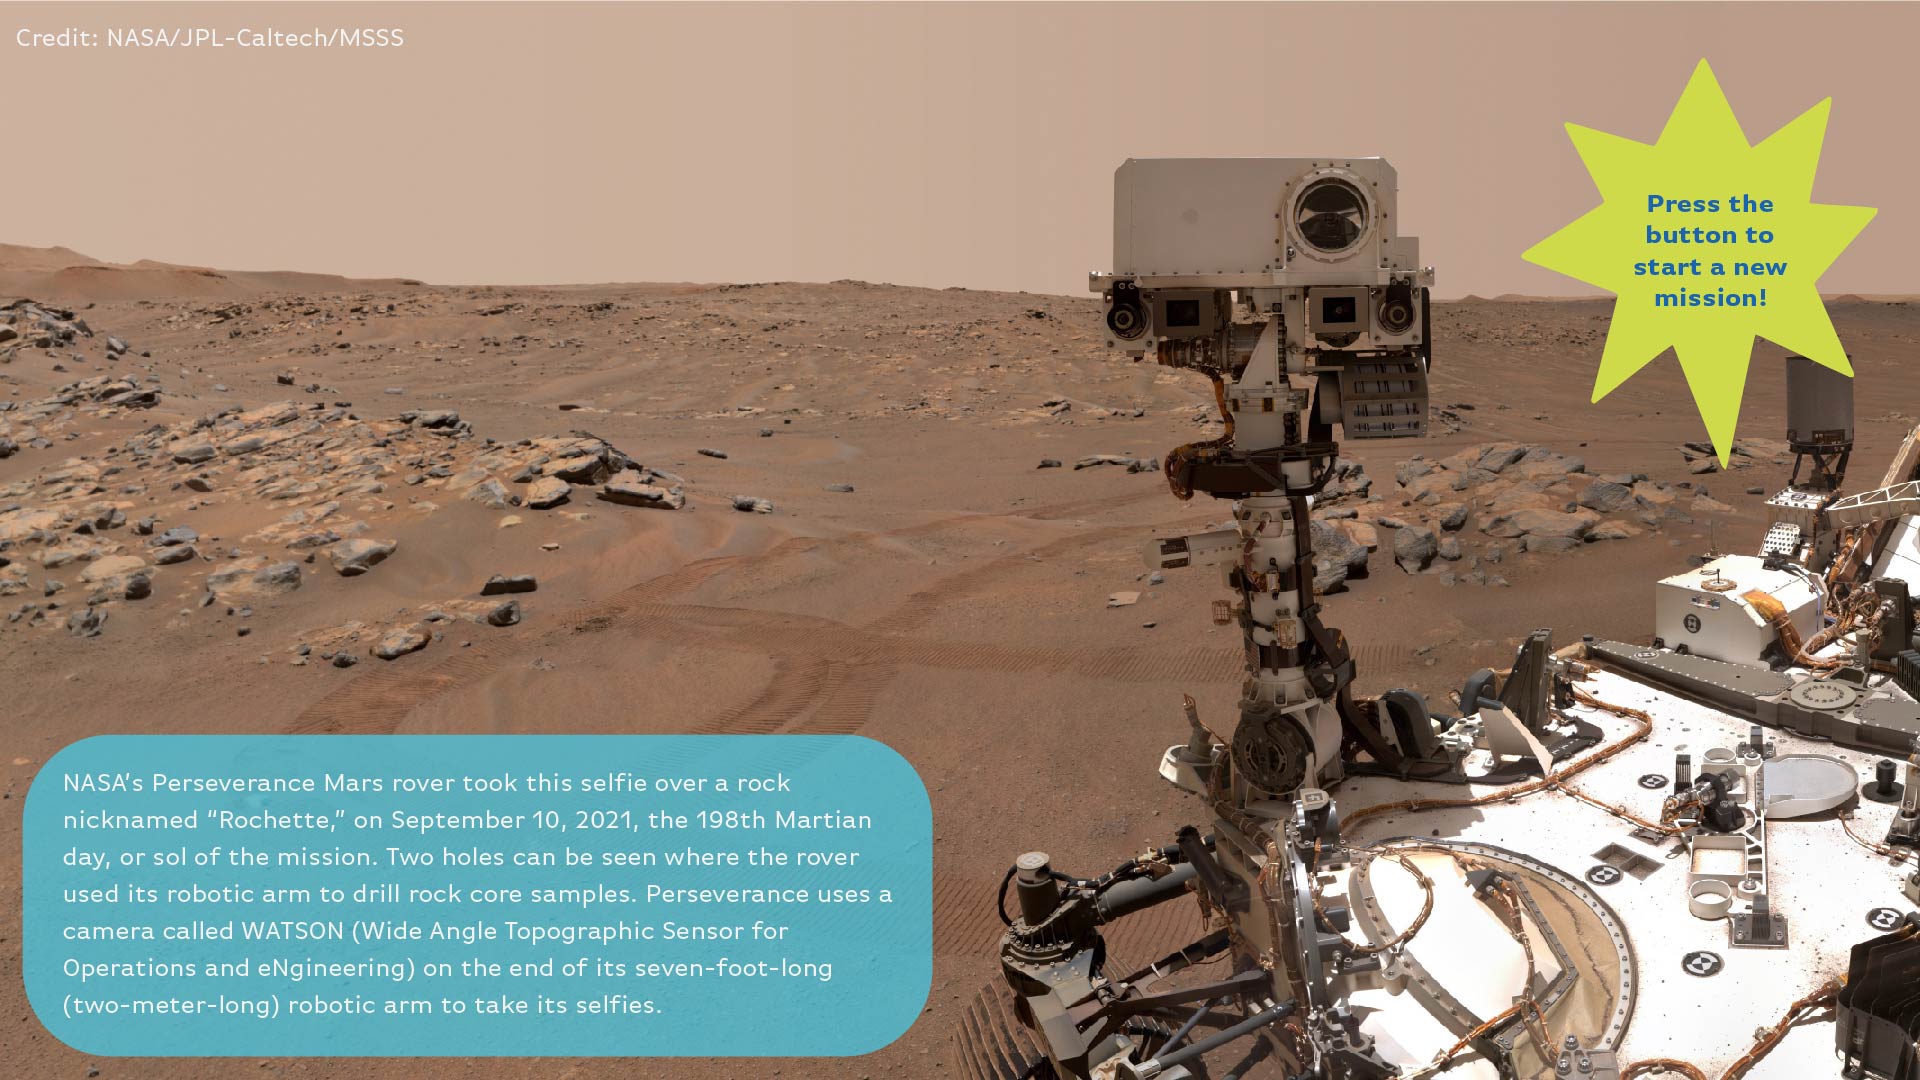 Credit: NASA/JPL-Caltech/MSSS
Press the
button to
start a new
mission!
NASA’s Perseverance Mars rover took this selfie over a rock
nicknamed “Rochette,” on September 10, 2021, the 198th Martian
day, or sol of the mission. Two holes can be seen where the rover
used its robotic arm to drill rock core samples. Perseverance uses a
camera called WATSON (Wide Angle Topographic Sensor for
Operations and eNgineering) on the end of its seven-foot-long
(two-meter-long) robotic arm to take its selfies.